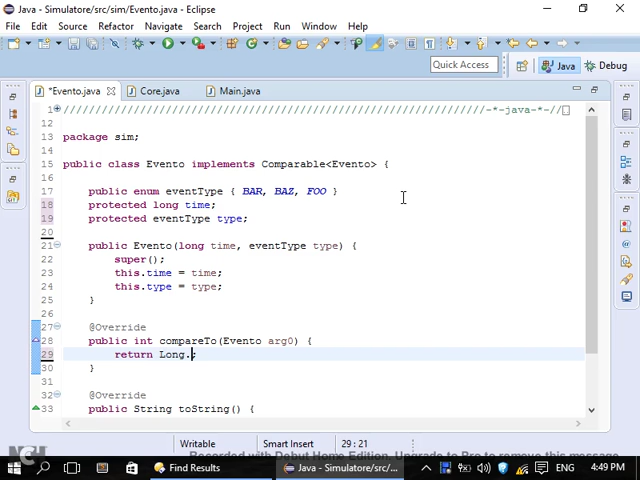 Java - Simulatore/src/sim/Evento.java - Eclipse
File Edit Source Refactor Navigate Search Project Run Window Help
Quick Access
Java
Debug
*Evento.java
Core.java
Main.java
1 //////////////////////////////////////////////////////////////////-*-java-*-//
12
13 package sim;
14
15 public class Evento implements Comparable<Evento> {
16
17 public enum eventType { BAR, BAZ, FOO }
18 protected long time;
19 protected eventType type;
20
21 public Evento(long time, eventType type) {
22 super();
23 this.time = time;
24 this.type = type;
25 }
26
27 @Override
28 public int compareTo(Evento arg0) {
29 return Long.;
30 }
31
32 @Override
33 public String toString() {
Writable
Smart Insert
29 : 21
NCH
Recorded with Debut Home Edition. Upgrade to Pro to remove this message.
Find Results
Java - Simulatore/src/...
ENG
4:49 PM